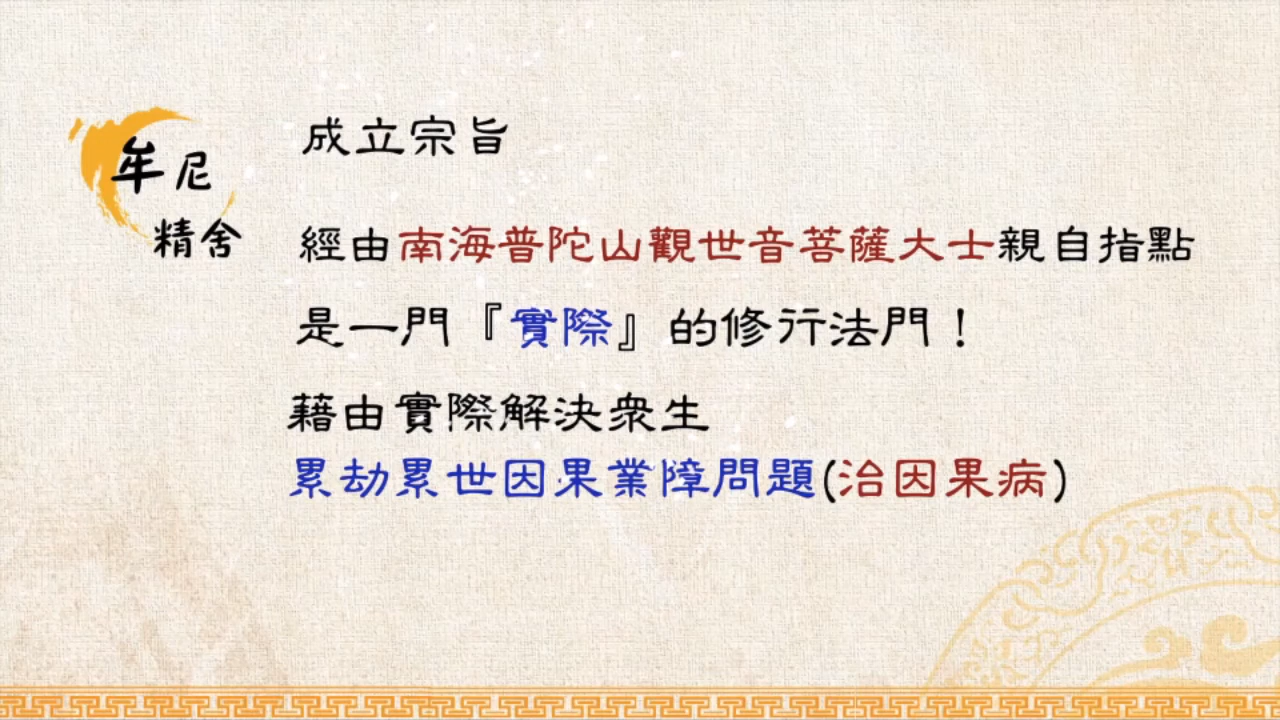 牟尼
精舍
成立宗旨
經由南海普陀山觀世音菩薩大士親自指點
是一門『實際』的修行法門！
藉由實際解決衆生
累劫累世因果業障問題(治因果病)